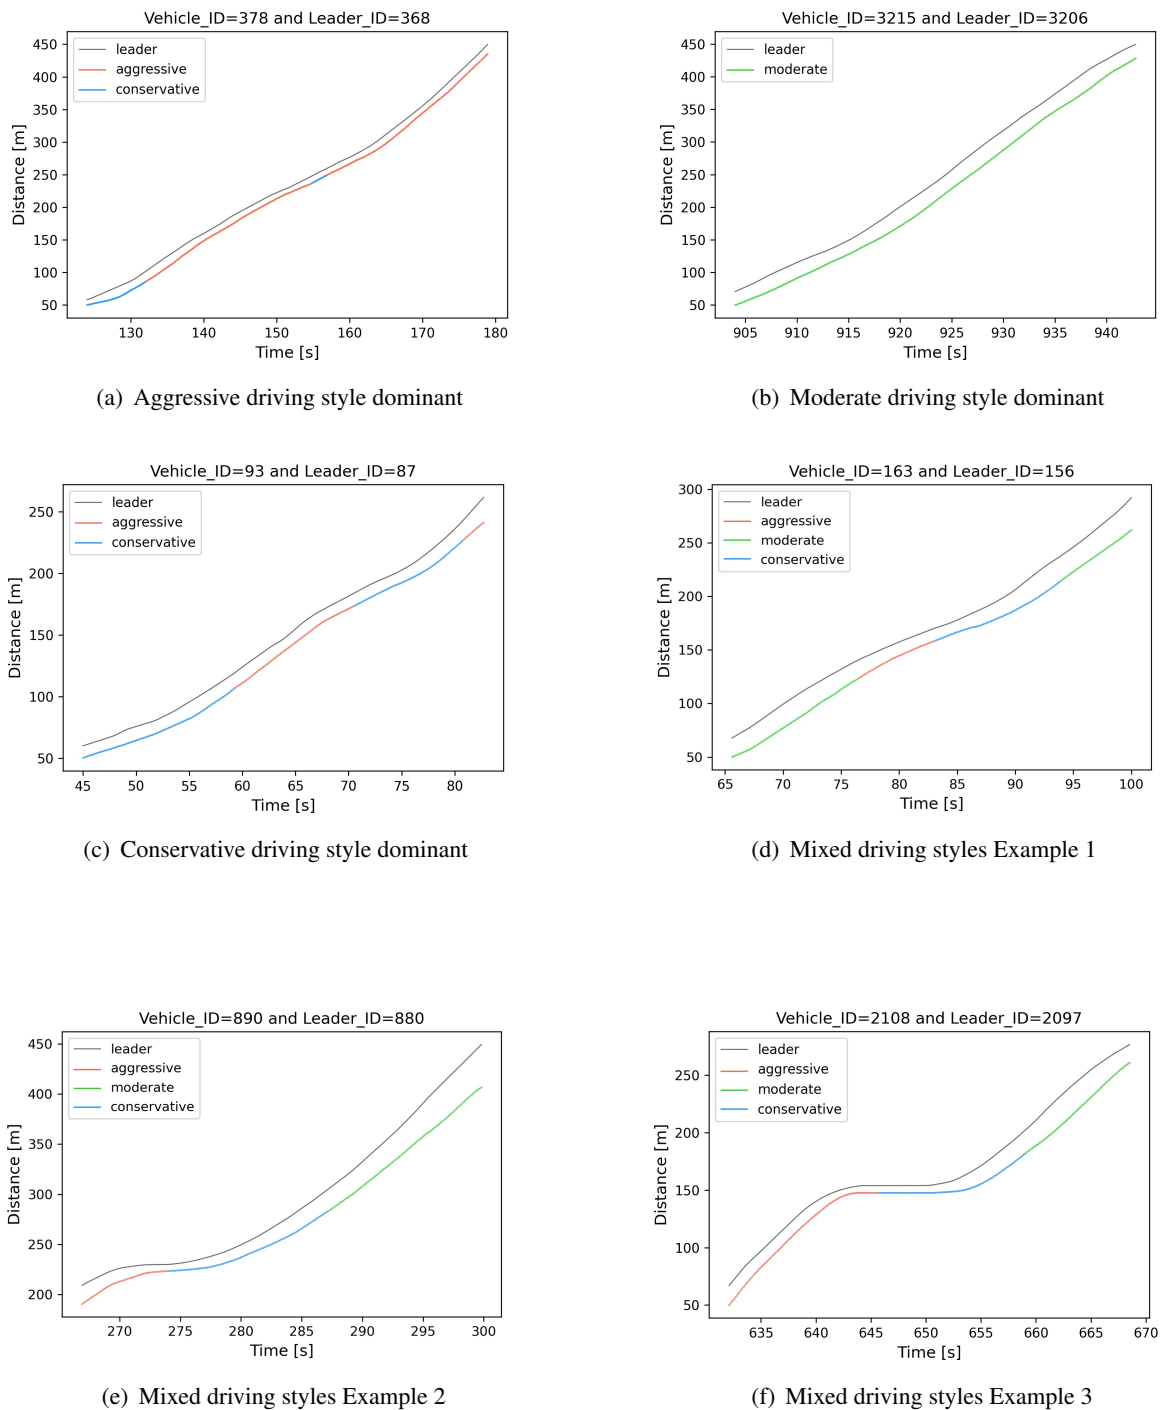 Vehicle_ID=378 and Leader_ID=368
leader
aggressive
conservative
450
400
350
300
250
200
150
100
50
Distance [m]
130 140 150 160 170 180
Time [s]
(a) Aggressive driving style dominant
Vehicle_ID=3215 and Leader_ID=3206
leader
moderate
450
400
350
300
250
200
150
100
50
Distance [m]
905 910 915 920 925 930 935 940
Time [s]
(b) Moderate driving style dominant
Vehicle_ID=93 and Leader_ID=87
leader
aggressive
conservative
250
200
150
100
50
Distance [m]
45 50 55 60 65 70 75 80
Time [s]
(c) Conservative driving style dominant
Vehicle_ID=163 and Leader_ID=156
leader
aggressive
moderate
conservative
300
250
200
150
100
50
Distance [m]
65 70 75 80 85 90 95 100
Time [s]
(d) Mixed driving styles Example 1
Vehicle_ID=890 and Leader_ID=880
leader
aggressive
moderate
conservative
450
400
350
300
250
200
Distance [m]
270 275 280 285 290 295 300
Time [s]
(e) Mixed driving styles Example 2
Vehicle_ID=2108 and Leader_ID=2097
leader
aggressive
moderate
conservative
250
200
150
100
50
Distance [m]
635 640 645 650 655 660 665 670
Time [s]
(f) Mixed driving styles Example 3